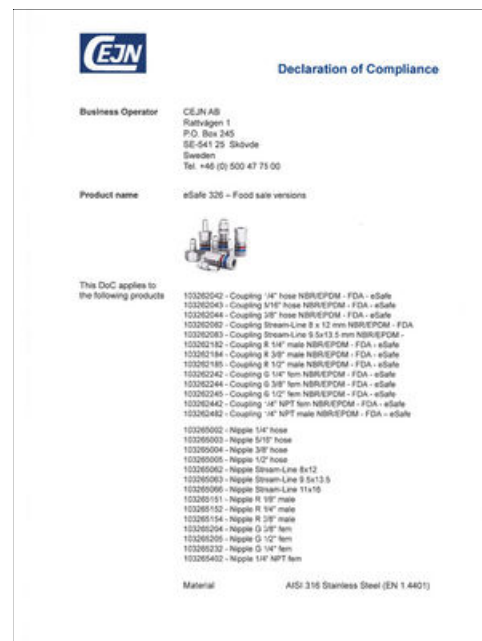 CEJN
Declaration of Compliance
Business Operator
CEJN AB
Rattvägen 1
P.O. Box 245
SE-541 25 Skövde
Sweden
Tel. +46 (0) 500 47 75 00
Product name
eSafe 326 – Food sale versions
This DoC applies to
the following products
103262042 - Coupling 1/4" hose NBR/EPDM - FDA - eSafe
103262043 - Coupling 5/16" hose NBR/EPDM - FDA - eSafe
103262044 - Coupling 3/8" hose NBR/EPDM - FDA - eSafe
103262082 - Coupling Stream-Line 8 x 12 mm NBR/EPDM - FDA
103262083 - Coupling Stream-Line 9.5x13.5 mm NBR/EPDM -
103262182 - Coupling R 1/4" male NBR/EPDM - FDA - eSafe
103262184 - Coupling R 3/8" male NBR/EPDM - FDA - eSafe
103262185 - Coupling R 1/2" male NBR/EPDM - FDA - eSafe
103262242 - Coupling G 1/4" fem NBR/EPDM - FDA - eSafe
103262244 - Coupling G 3/8" fem NBR/EPDM - FDA - eSafe
103262245 - Coupling G 1/2" fem NBR/EPDM - FDA - eSafe
103262442 - Coupling 1/4" NPT fem NBR/EPDM - FDA - eSafe
103262482 - Coupling 1/4" NPT male NBR/EPDM - FDA – eSafe
103265002 - Nipple 1/4" hose
103265003 - Nipple 5/16" hose
103265004 - Nipple 3/8" hose
103265005 - Nipple 1/2" hose
103265062 - Nipple Stream-Line 8x12
103265063 - Nipple Stream-Line 9.5x13.5
103265066 - Nipple Stream-Line 11x16
103265151 - Nipple R 1/8" male
103265152 - Nipple R 1/4" male
103265154 - Nipple R 3/8" male
103265204 - Nipple G 3/8" fem
103265205 - Nipple G 1/2" fem
103265232 - Nipple G 1/4" fem
103265402 - Nipple 1/4" NPT fem
Material
AISI 316 Stainless Steel (EN 1.4401)